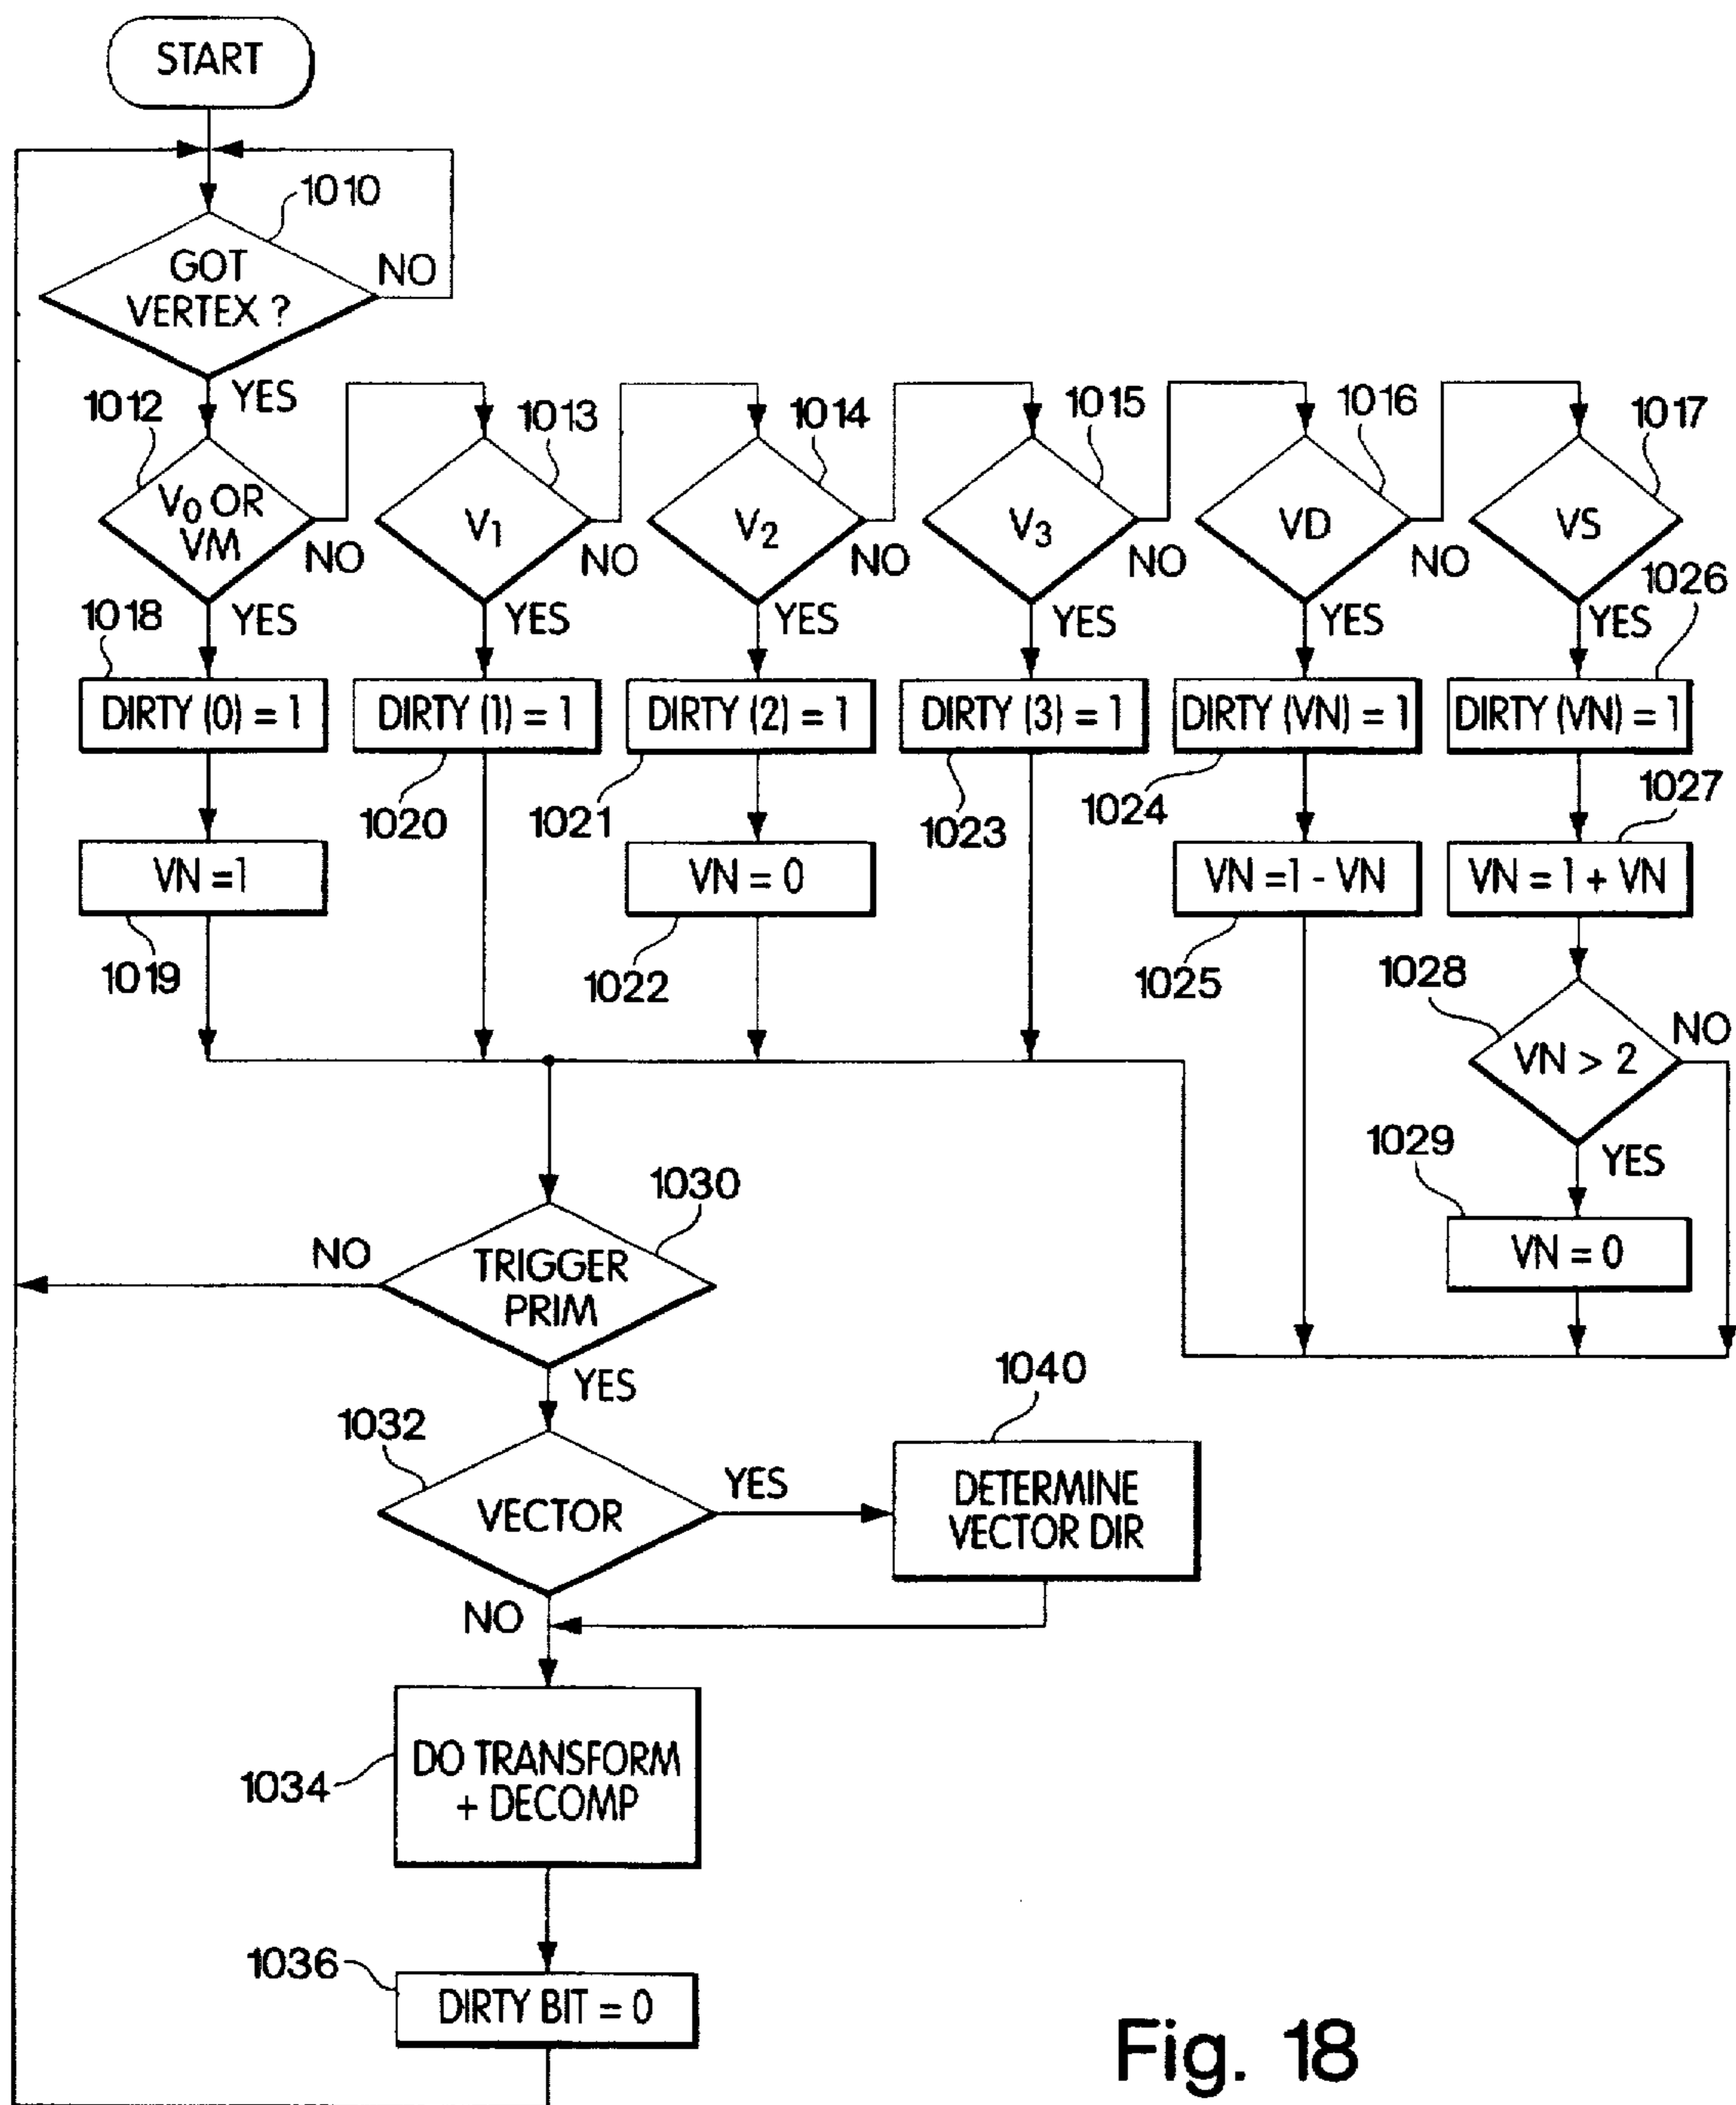 START
1010
GOT
VERTEX ?
NO
YES
1012
1013
1014
1015
1016
1017
V0 OR
VM
NO
V1
NO
V2
NO
V3
NO
VD
NO
VS
YES
YES
YES
YES
YES
YES
1018
1026
DIRTY (0) = 1
DIRTY (1) = 1
DIRTY (2) = 1
DIRTY (3) = 1
DIRTY (VN) = 1
DIRTY (VN) = 1
1020
1021
1023
1024
1027
VN =1
VN = 0
VN =1 - VN
VN = 1 + VN
1019
1022
1025
1028
VN > 2
NO
YES
1029
VN = 0
1030
TRIGGER
PRIM
NO
YES
1032
VECTOR
YES
1040
DETERMINE
VECTOR DIR
NO
1034
DO TRANSFORM
+ DECOMP
1036
DIRTY BIT = 0
Fig. 18